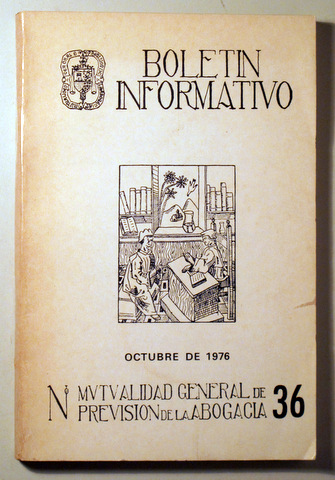 BOLETIN
INFORMATIVO
OCTUBRE DE 1976
Nº MVTVALIDAD GENERAL DE
PREVISION DE LA ABOGACIA 36